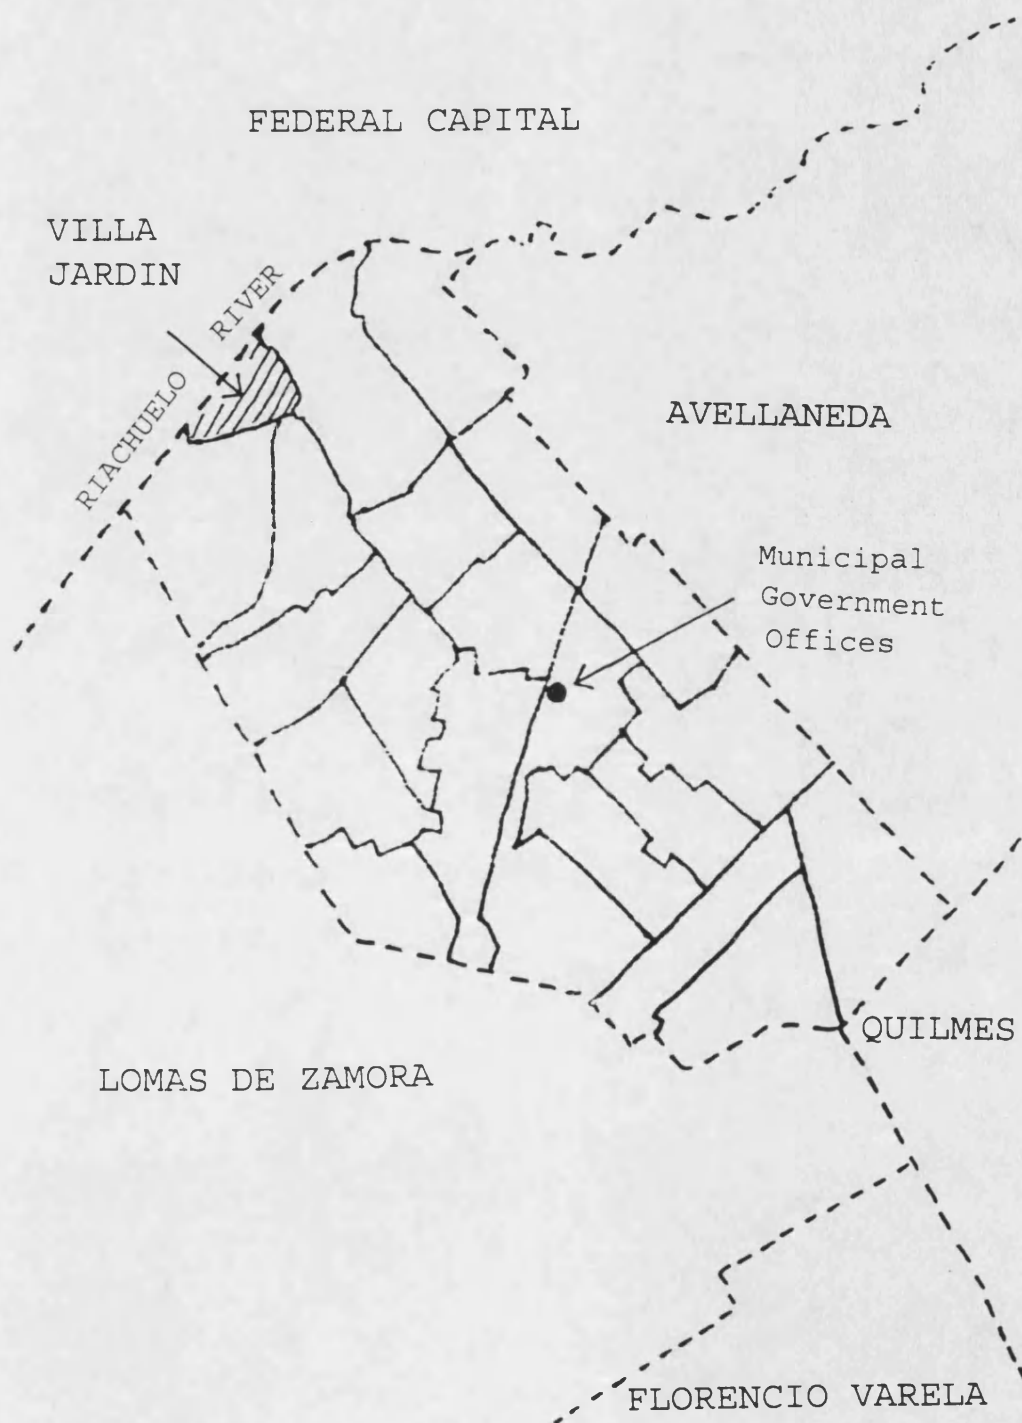 FEDERAL CAPITAL
VILLA
JARDIN
RIACHUELO RIVER
AVELLANEDA
Municipal
Government
Offices
QUILMES
LOMAS DE ZAMORA
FLORENCIO VARELA